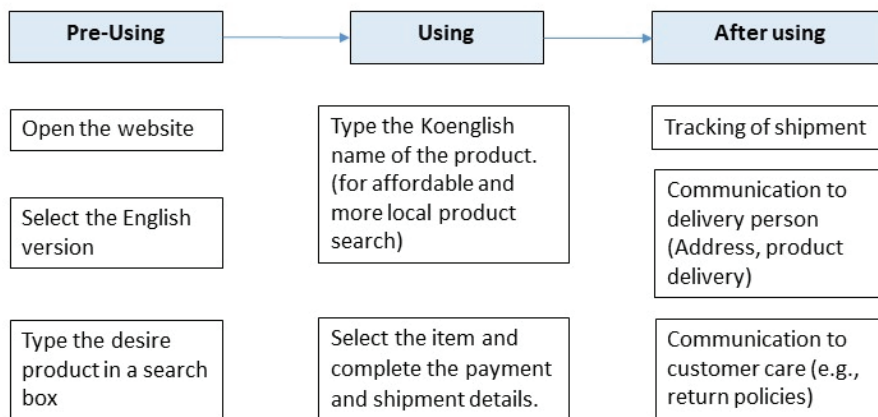 Pre-Using
Using
After using
Open the website
Select the English
version
Type the desire
product in a search
box
Type the Koenglish
name of the product.
(for affordable and
more local product
search)
Select the item and
complete the payment
and shipment details.
Tracking of shipment
Communication to
delivery person
(Address, product
delivery)
Communication to
customer care (e.g.,
return policies)